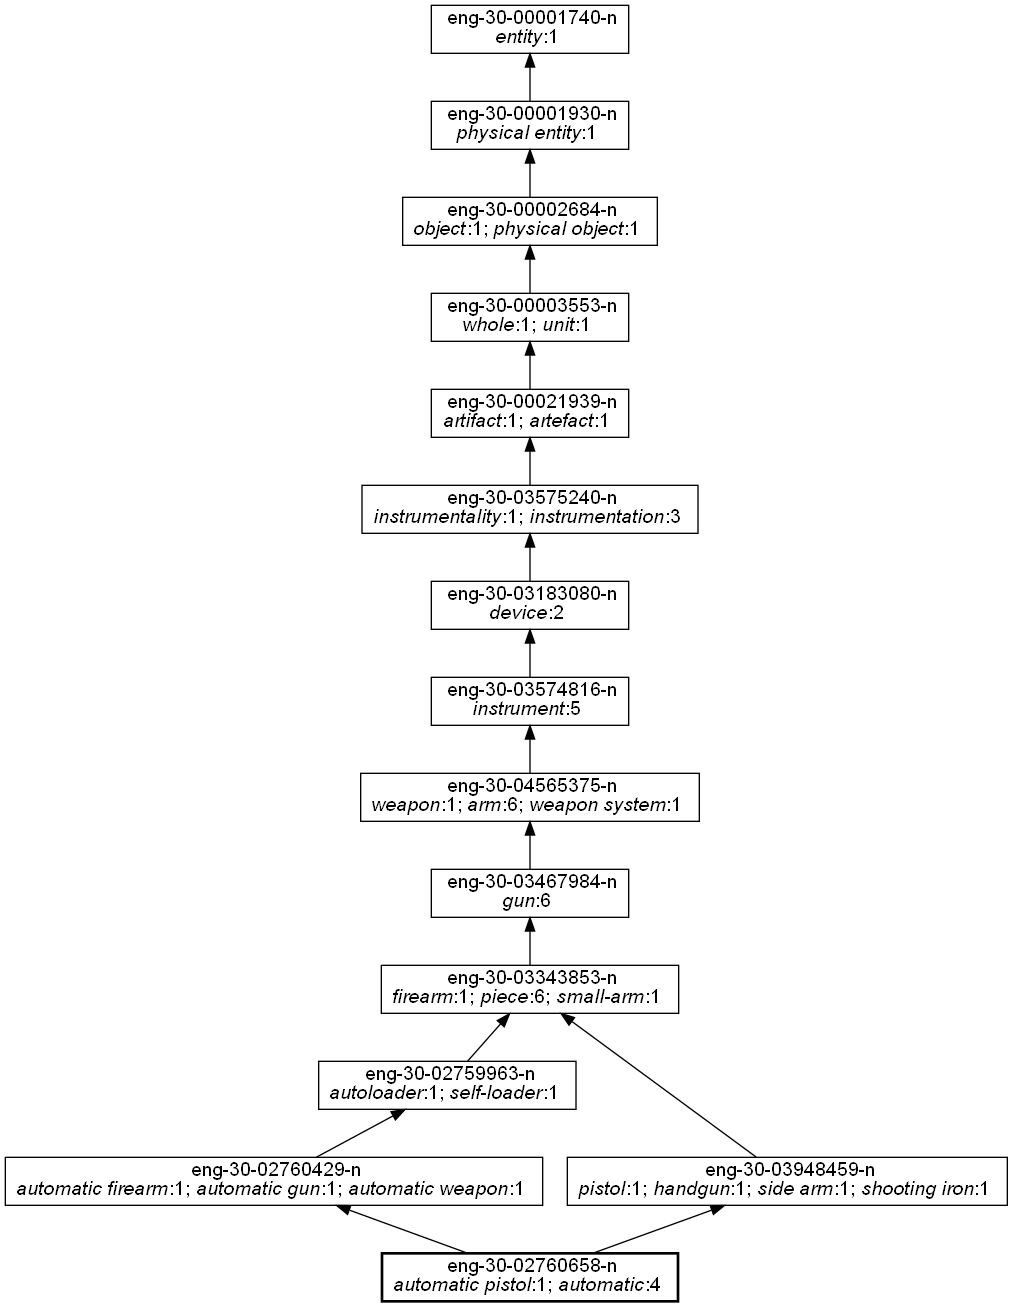 eng-30-00001740-n
entity:1
eng-30-00001930-n
physical entity:1
eng-30-00002684-n
object:1; physical object:1
eng-30-00003553-n
whole:1; unit:1
eng-30-00021939-n
artifact:1; artefact:1
eng-30-03575240-n
instrumentality:1; instrumentation:3
eng-30-03183080-n
device:2
eng-30-03574816-n
instrument:5
eng-30-04565375-n
weapon:1; arm:6; weapon system:1
eng-30-03467984-n
gun:6
eng-30-03343853-n
firearm:1; piece:6; small-arm:1
eng-30-02759963-n
autoloader:1; self-loader:1
eng-30-02760429-n
automatic firearm:1; automatic gun:1; automatic weapon:1
eng-30-03948459-n
pistol:1; handgun:1; side arm:1; shooting iron:1
eng-30-02760658-n
automatic pistol:1; automatic:4